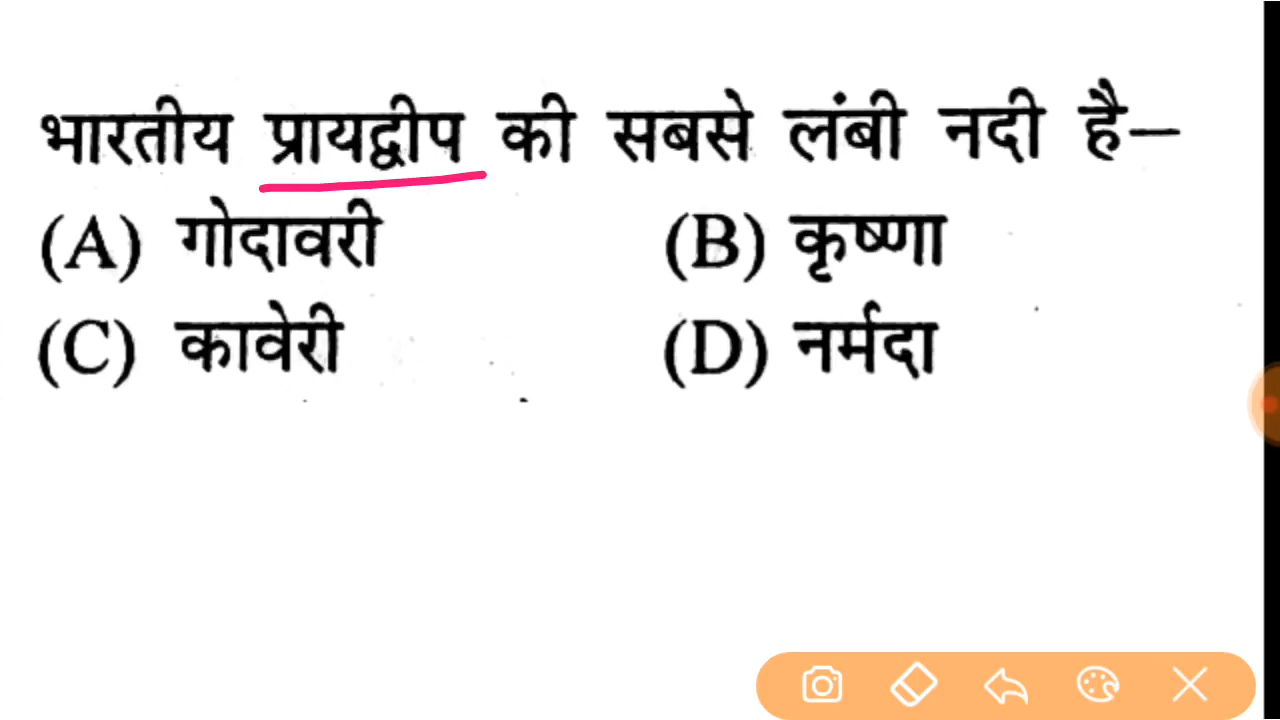 भारतीय प्रायद्वीप की सबसे लंबी नदी है–
(A) गोदावरी (B) कृष्णा
(C) कावेरी (D) नर्मदा